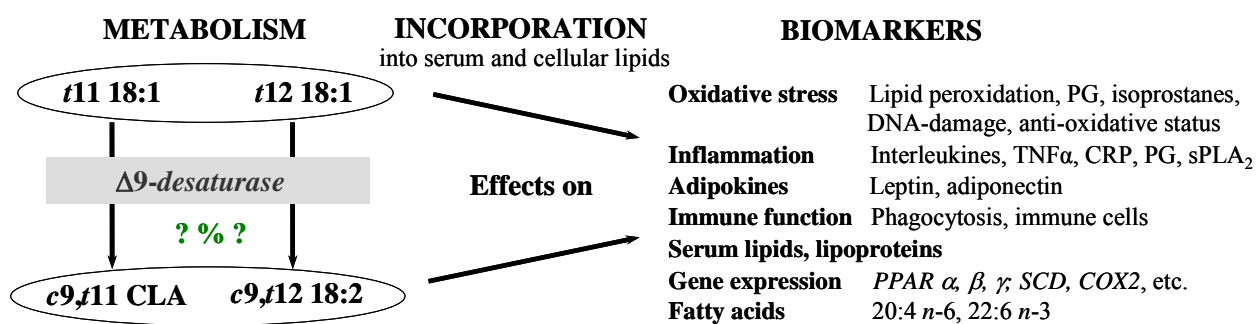 METABOLISM
t11 18:1 t12 18:1
Δ9-desaturase
? % ?
c9,t11 CLA c9,t12 18:2
INCORPORATION
into serum and cellular lipids
Effects on
BIOMARKERS
Oxidative stress Lipid peroxidation, PG, isoprostanes,
DNA-damage, anti-oxidative status
Inflammation Interleukines, TNFα, CRP, PG, sPLA₂
Adipokines Leptin, adiponectin
Immune function Phagocytosis, immune cells
Serum lipids, lipoproteins
Gene expression PPAR α, β, γ; SCD, COX2, etc.
Fatty acids 20:4 n-6, 22:6 n-3